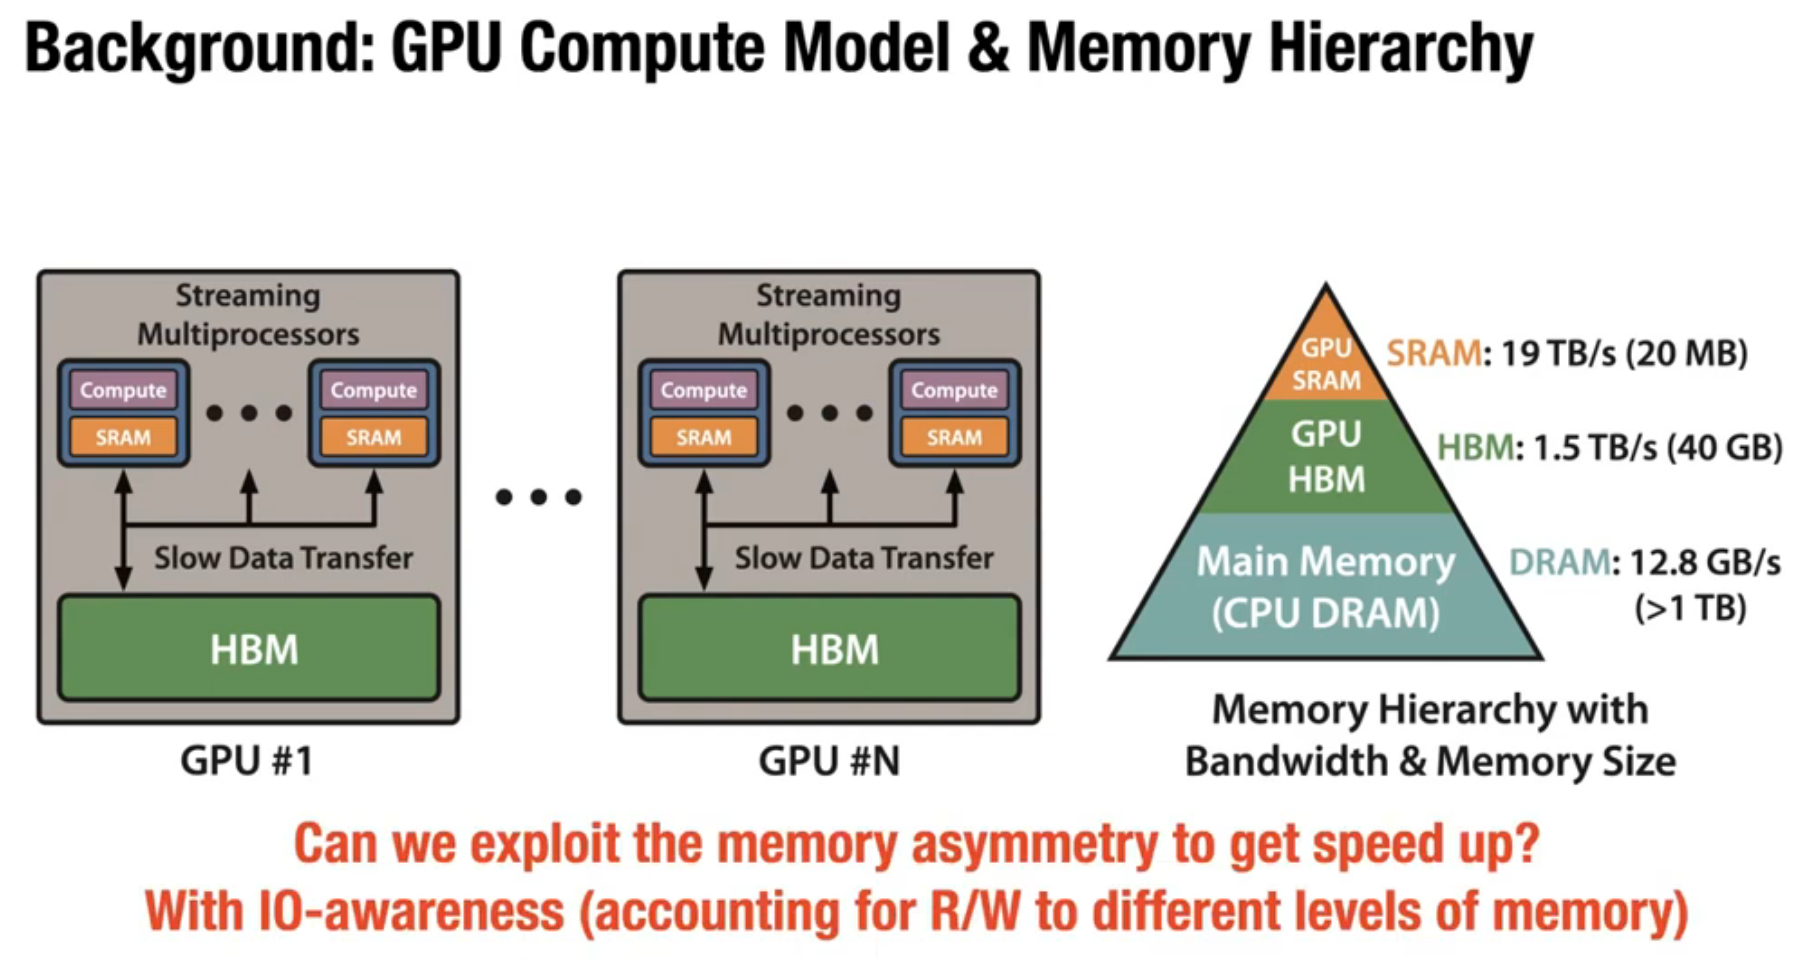 Background: GPU Compute Model & Memory Hierarchy
Streaming
Multiprocessors
Compute
SRAM
Compute
SRAM
Slow Data Transfer
HBM
GPU #1
Streaming
Multiprocessors
Compute
SRAM
Compute
SRAM
Slow Data Transfer
HBM
GPU #N
GPU
SRAM
SRAM: 19 TB/s (20 MB)
GPU
HBM
HBM: 1.5 TB/s (40 GB)
Main Memory
(CPU DRAM)
DRAM: 12.8 GB/s
(>1 TB)
Memory Hierarchy with
Bandwidth & Memory Size
Can we exploit the memory asymmetry to get speed up?
With IO-awareness (accounting for R/W to different levels of memory)